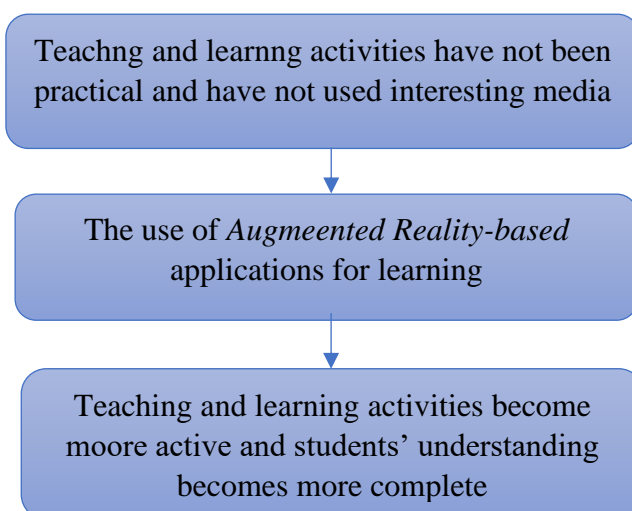 Teachng and learnng activities have not been
practical and have not used interesting media
The use of Augmeented Reality-based
applications for learning
Teaching and learning activities become
moore active and students’ understanding
becomes more complete